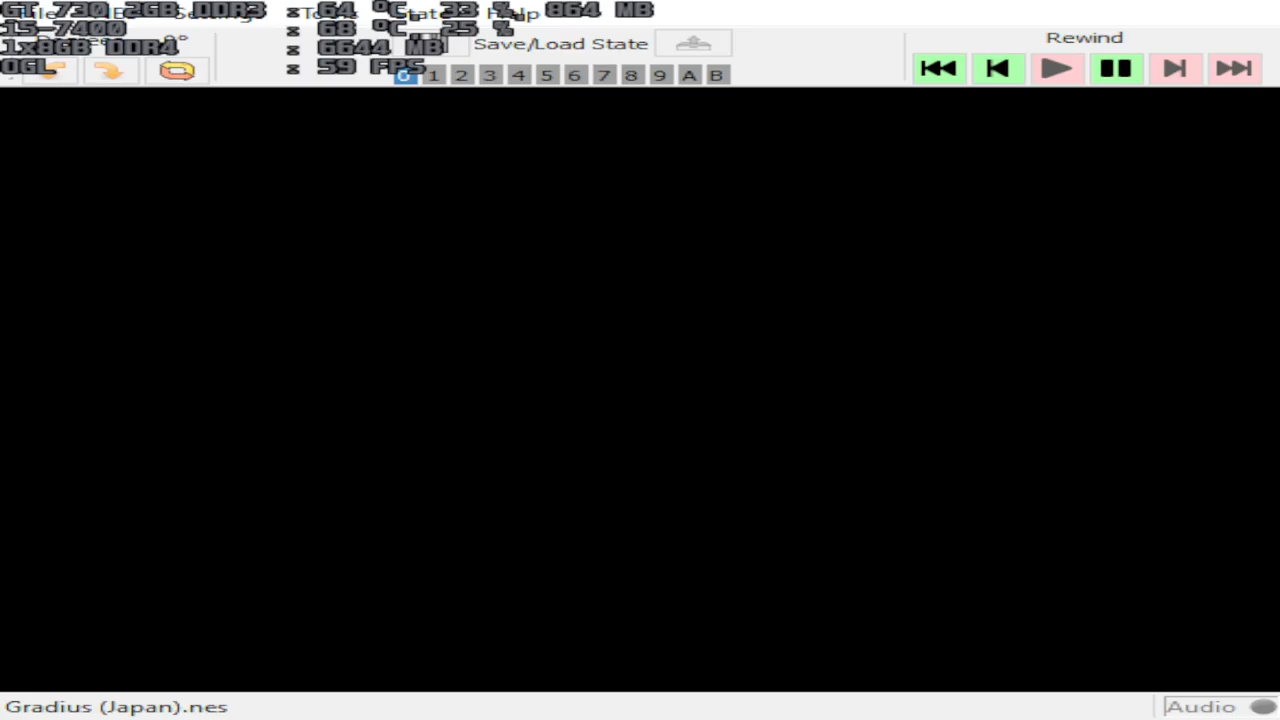 GT 730 2GB DDR3 : 64 °C, 33 %, 864 MB
i5-7400 : 68 °C, 25 %
1x8GB DDR4 : 6644 MB
OGL : 59 FPS
Help
Save/Load State
Rewind
0 1 2 3 4 5 6 7 8 9 A B
Gradius (Japan).nes
Audio